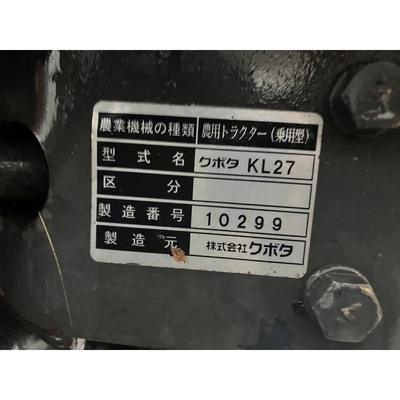 農業機械の種類 農用トラクター(乗用型)
型式名 クボタ KL27
区分
製造番号 10299
製造元 株式会社クボタ